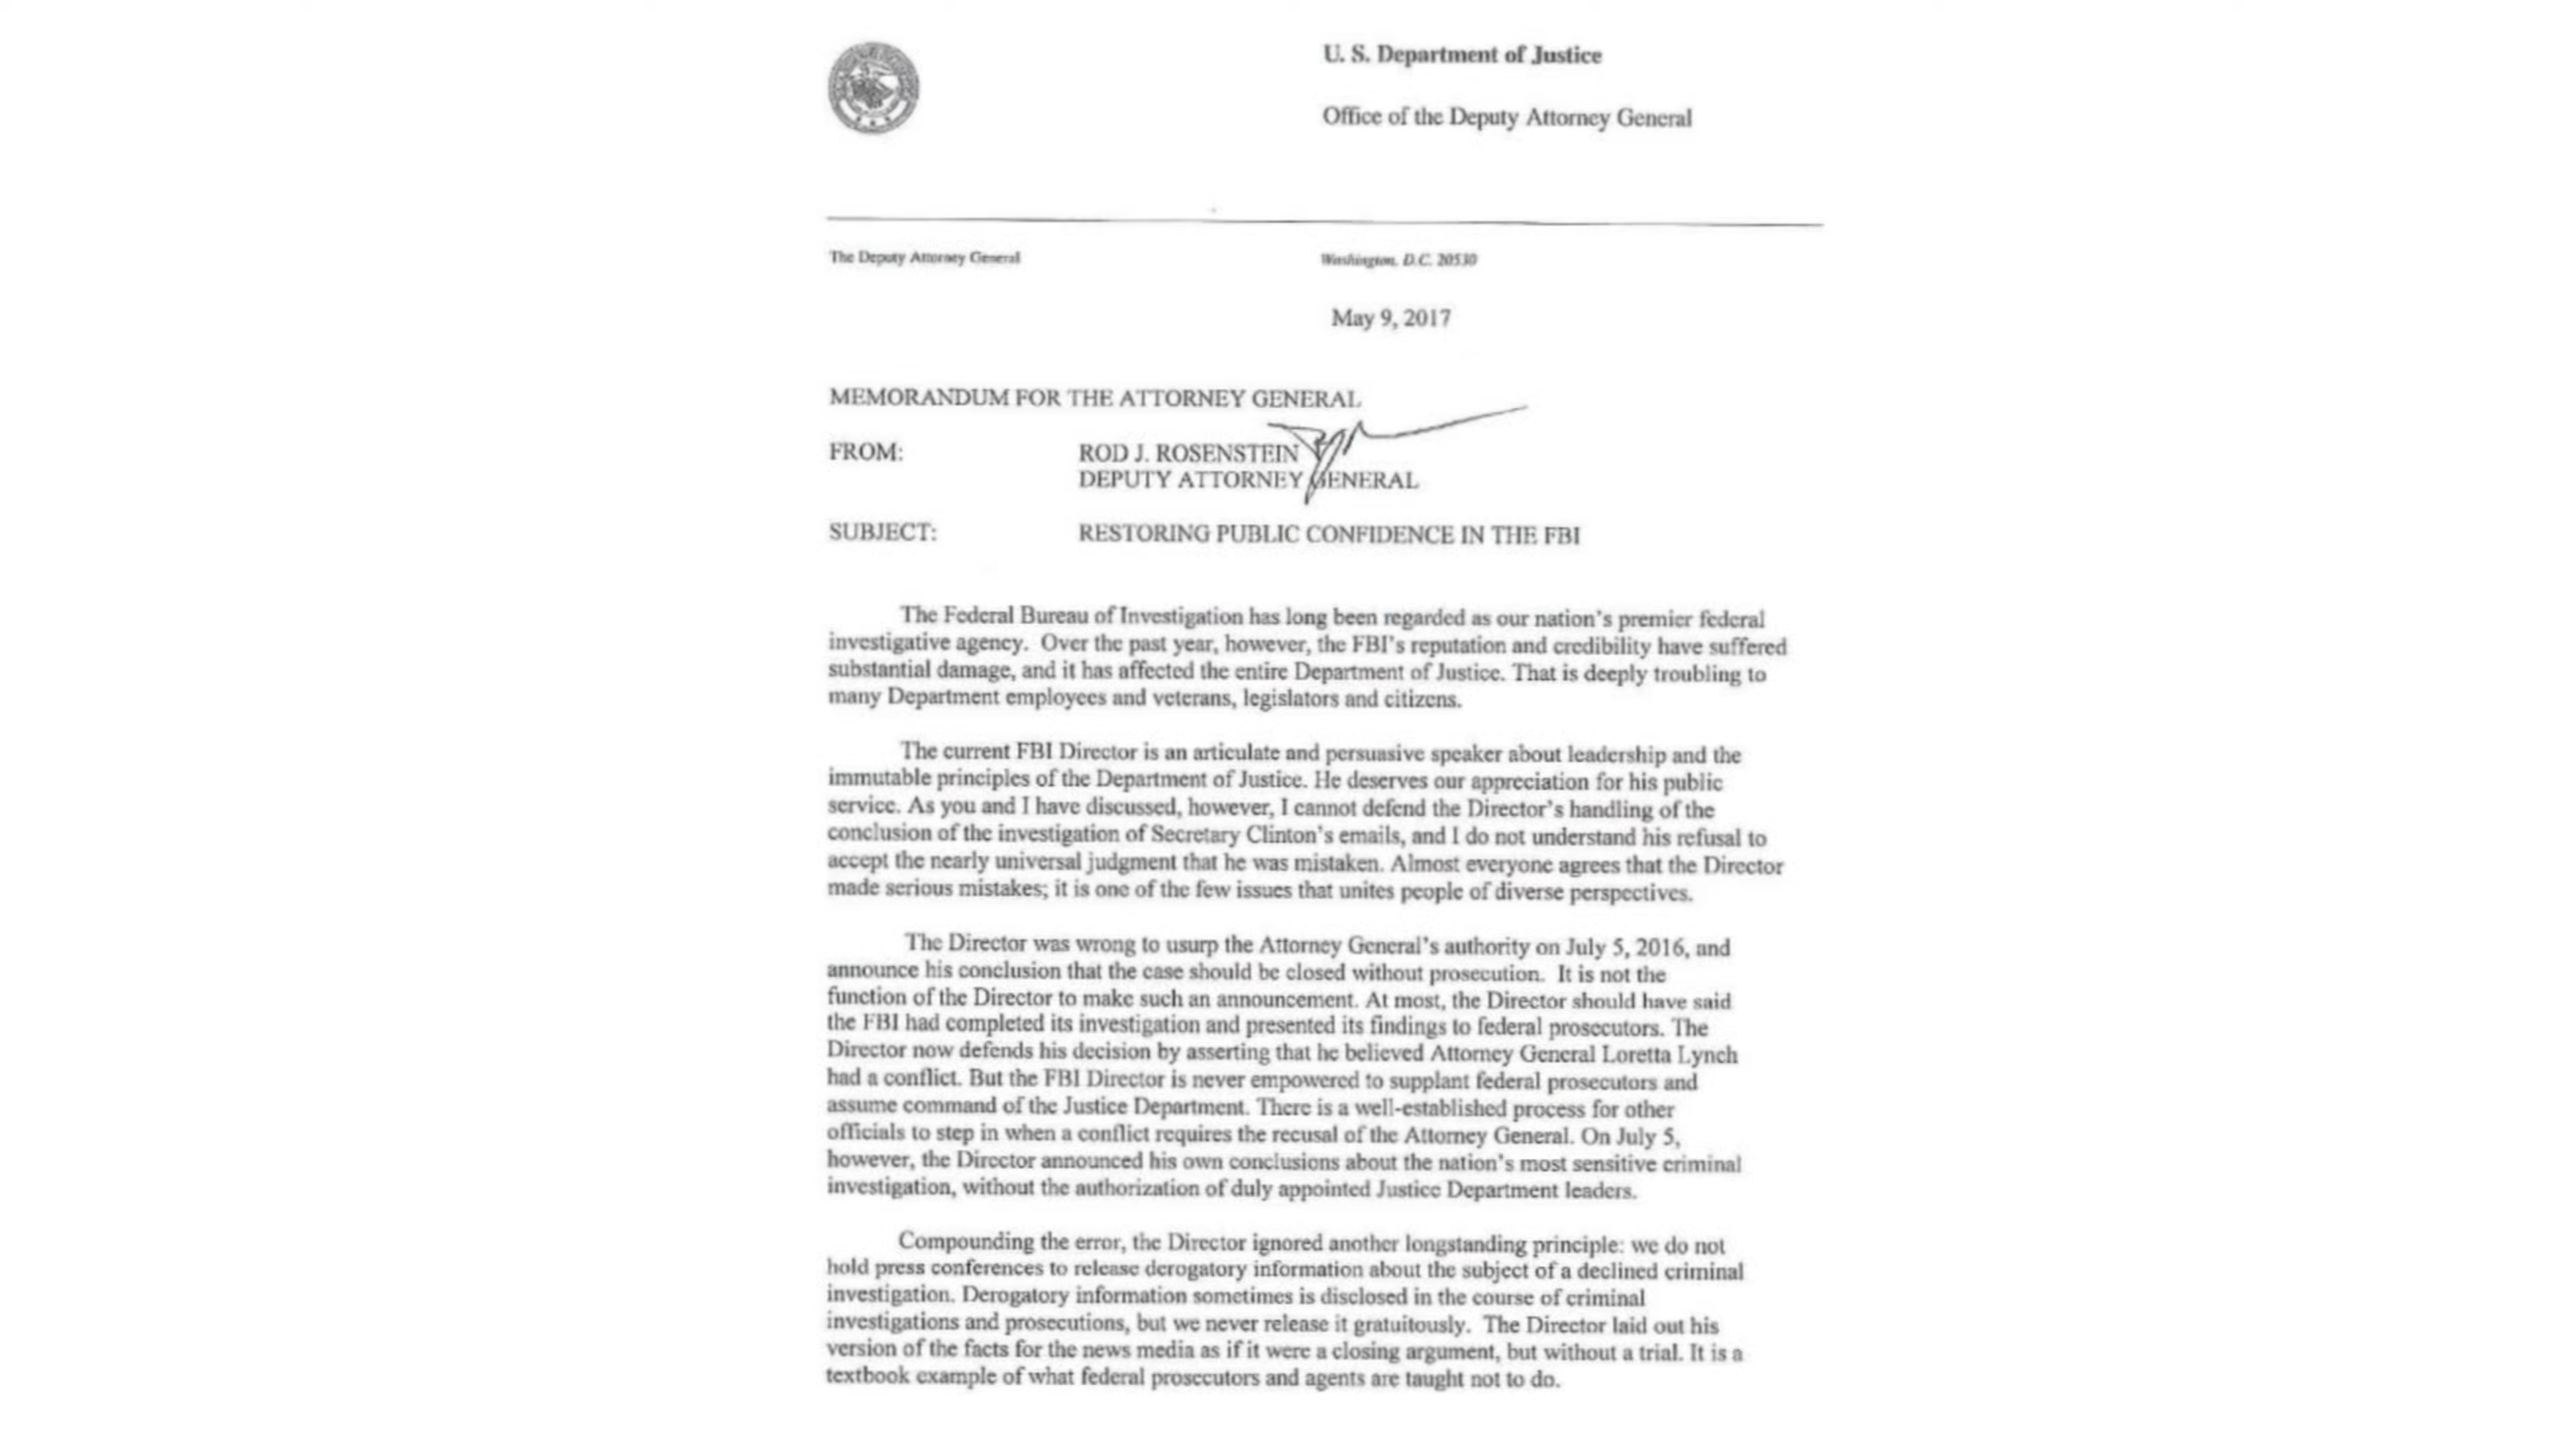 U. S. Department of Justice
Office of the Deputy Attorney General
The Deputy Attorney General
Washington, D.C. 20530
May 9, 2017
MEMORANDUM FOR THE ATTORNEY GENERAL
FROM: ROD J. ROSENSTEIN
DEPUTY ATTORNEY GENERAL
SUBJECT: RESTORING PUBLIC CONFIDENCE IN THE FBI
The Federal Bureau of Investigation has long been regarded as our nation's premier federal
investigative agency. Over the past year, however, the FBI's reputation and credibility have suffered
substantial damage, and it has affected the entire Department of Justice. That is deeply troubling to
many Department employees and veterans, legislators and citizens.
The current FBI Director is an articulate and persuasive speaker about leadership and the
immutable principles of the Department of Justice. He deserves our appreciation for his public
service. As you and I have discussed, however, I cannot defend the Director's handling of the
conclusion of the investigation of Secretary Clinton's emails, and I do not understand his refusal to
accept the nearly universal judgment that he was mistaken. Almost everyone agrees that the Director
made serious mistakes; it is one of the few issues that unites people of diverse perspectives.
The Director was wrong to usurp the Attorney General's authority on July 5, 2016, and
announce his conclusion that the case should be closed without prosecution. It is not the
function of the Director to make such an announcement. At most, the Director should have said
the FBI had completed its investigation and presented its findings to federal prosecutors. The
Director now defends his decision by asserting that he believed Attorney General Loretta Lynch
had a conflict. But the FBI Director is never empowered to supplant federal prosecutors and
assume command of the Justice Department. There is a well-established process for other
officials to step in when a conflict requires the recusal of the Attorney General. On July 5,
however, the Director announced his own conclusions about the nation's most sensitive criminal
investigation, without the authorization of duly appointed Justice Department leaders.
Compounding the error, the Director ignored another longstanding principle: we do not
hold press conferences to release derogatory information about the subject of a declined criminal
investigation. Derogatory information sometimes is disclosed in the course of criminal
investigations and prosecutions, but we never release it gratuitously. The Director laid out his
version of the facts for the news media as if it were a closing argument, but without a trial. It is a
textbook example of what federal prosecutors and agents are taught not to do.